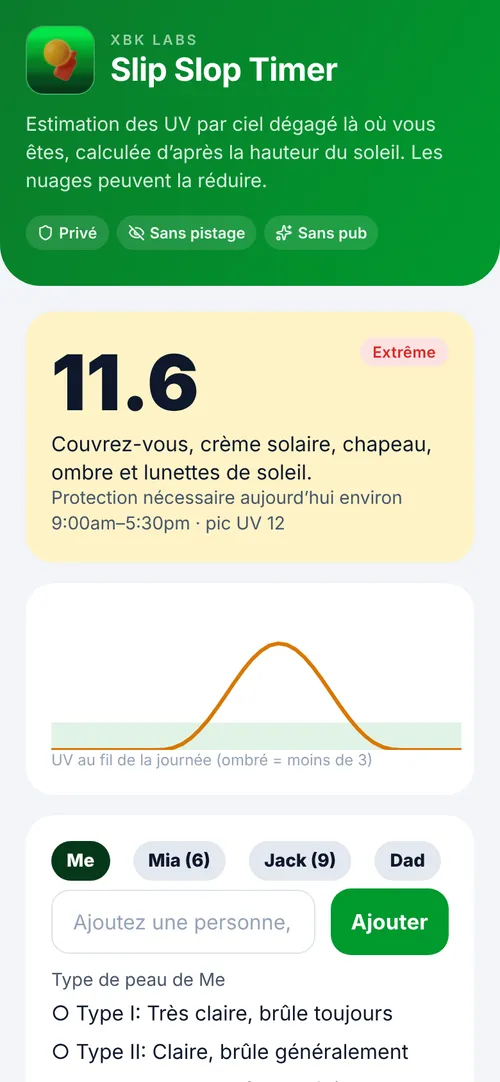 XBK LABS
Slip Slop Timer
Estimation des UV par ciel dégagé là où vous
êtes, calculée d’après la hauteur du soleil. Les
nuages peuvent la réduire.
Privé
Sans pistage
Sans pub
11.6
Extrême
Couvrez-vous, crème solaire, chapeau,
ombre et lunettes de soleil.
Protection nécessaire aujourd’hui environ
9:00am–5:30pm · pic UV 12
UV au fil de la journée (ombré = moins de 3)
Me
Mia (6)
Jack (9)
Dad
Ajoutez une personne,
Ajouter
Type de peau de Me
Type I: Très claire, brûle toujours
Type II: Claire, brûle généralement